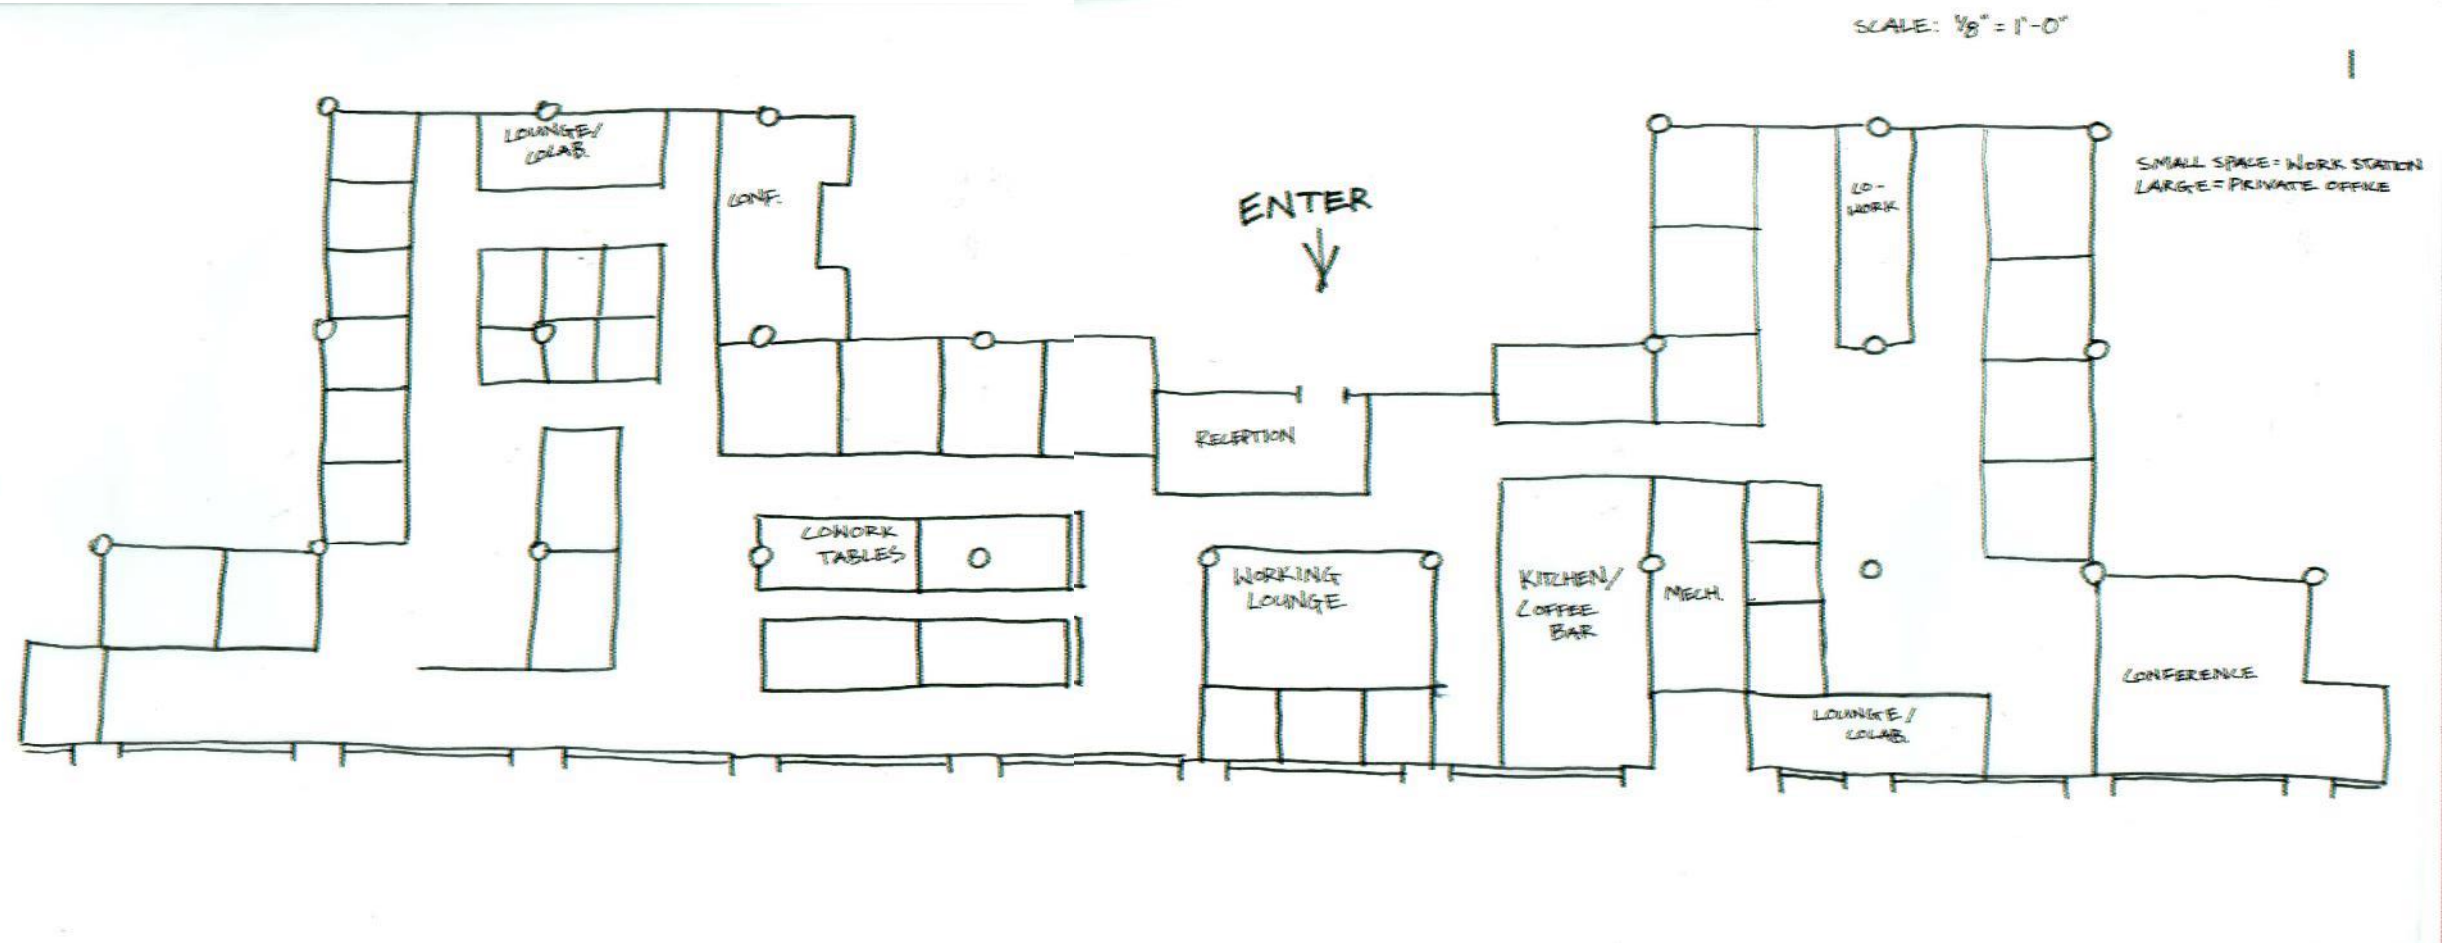 SCALE: 1/8" = 1'-0"
1
LOUNGE/
COLAB.
CONF.
ENTER
CO-
WORK
SMALL SPACE = WORK STATION
LARGE = PRIVATE OFFICE
RECEPTION
COWORK
TABLES
WORKING
LOUNGE
KITCHEN/
COFFEE
BAR
MECH.
CONFERENCE
LOUNGE/
COLAB.